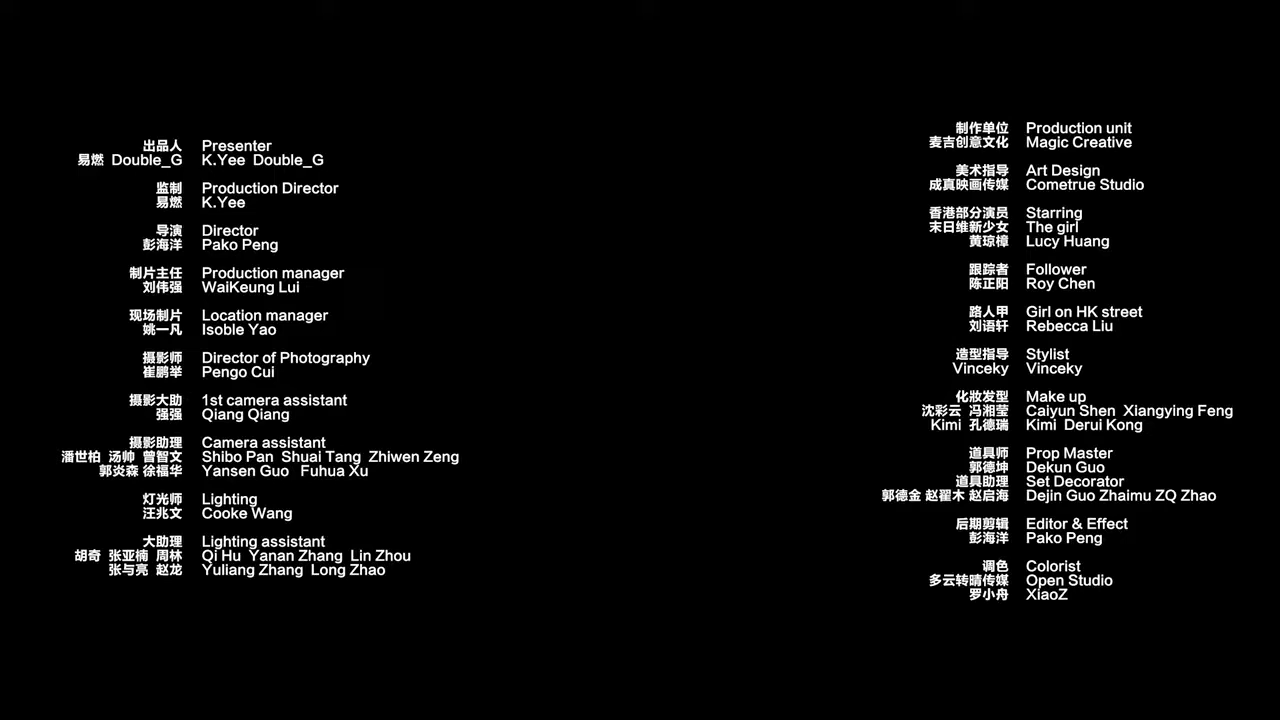 出品人 Presenter
易燃 Double_G K.Yee Double_G
监制 Production Director
易燃 K.Yee
导演 Director
彭海洋 Pako Peng
制片主任 Production manager
刘伟强 WaiKeung Lui
现场制片 Location manager
姚一凡 Isoble Yao
摄影师 Director of Photography
崔鹏举 Pengo Cui
摄影大助 1st camera assistant
强强 Qiang Qiang
摄影助理 Camera assistant
潘世柏 汤帅 曾智文 Shibo Pan Shuai Tang Zhiwen Zeng
郭炎森 徐福华 Yansen Guo Fuhua Xu
灯光师 Lighting
汪兆文 Cooke Wang
大助理 Lighting assistant
胡奇 张亚楠 周林 Qi Hu Yanan Zhang Lin Zhou
张与亮 赵龙 Yuliang Zhang Long Zhao
制作单位 Production unit
麦吉创意文化 Magic Creative
美术指导 Art Design
成真映画传媒 Cometrue Studio
香港部分演员 Starring
末日维新少女 The girl
黄琼樟 Lucy Huang
跟踪者 Follower
陈正阳 Roy Chen
路人甲 Girl on HK street
刘语轩 Rebecca Liu
造型指导 Stylist
Vinceky Vinceky
化妝发型 Make up
沈彩云 冯湘莹 Caiyun Shen Xiangying Feng
Kimi 孔德瑞 Kimi Derui Kong
道具师 Prop Master
郭德坤 Dekun Guo
道具助理 Set Decorator
郭德金 赵翟木 赵启海 Dejin Guo Zhaimu ZQ Zhao
后期剪辑 Editor & Effect
彭海洋 Pako Peng
调色 Colorist
多云转晴传媒 Open Studio
罗小舟 XiaoZ